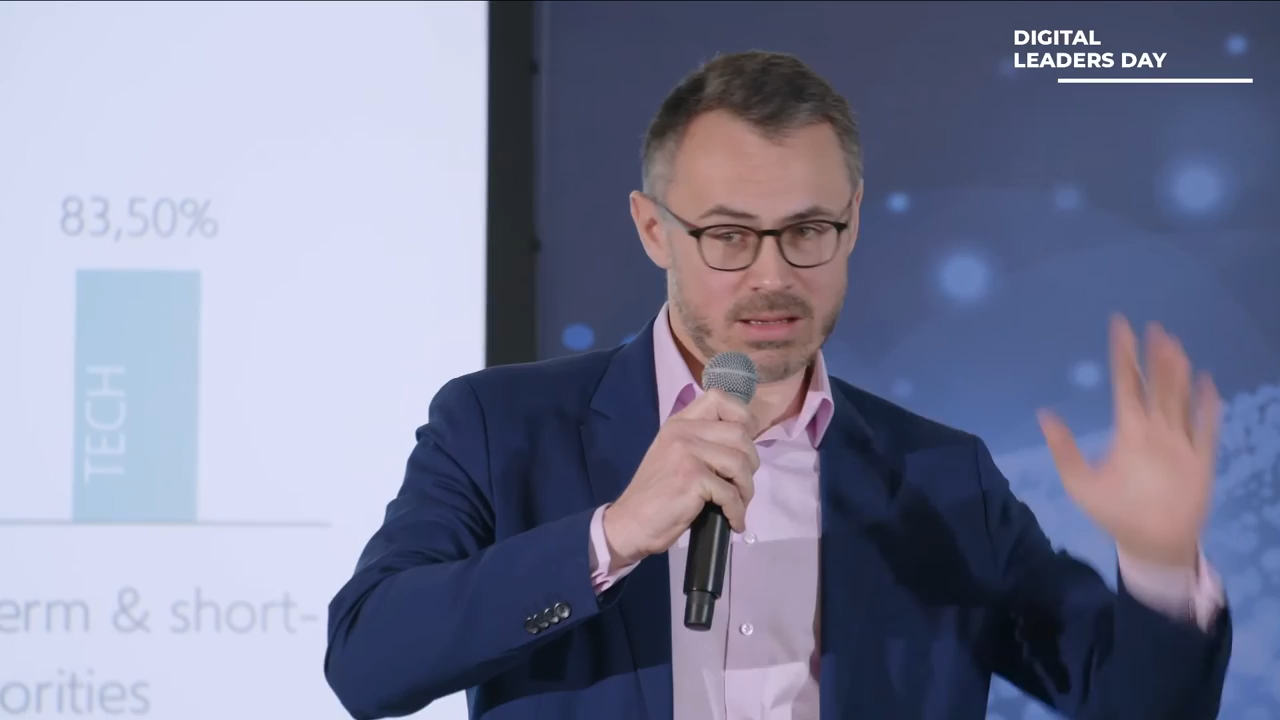 DIGITAL
LEADERS DAY
83,50%
TECH
erm & short-
orities